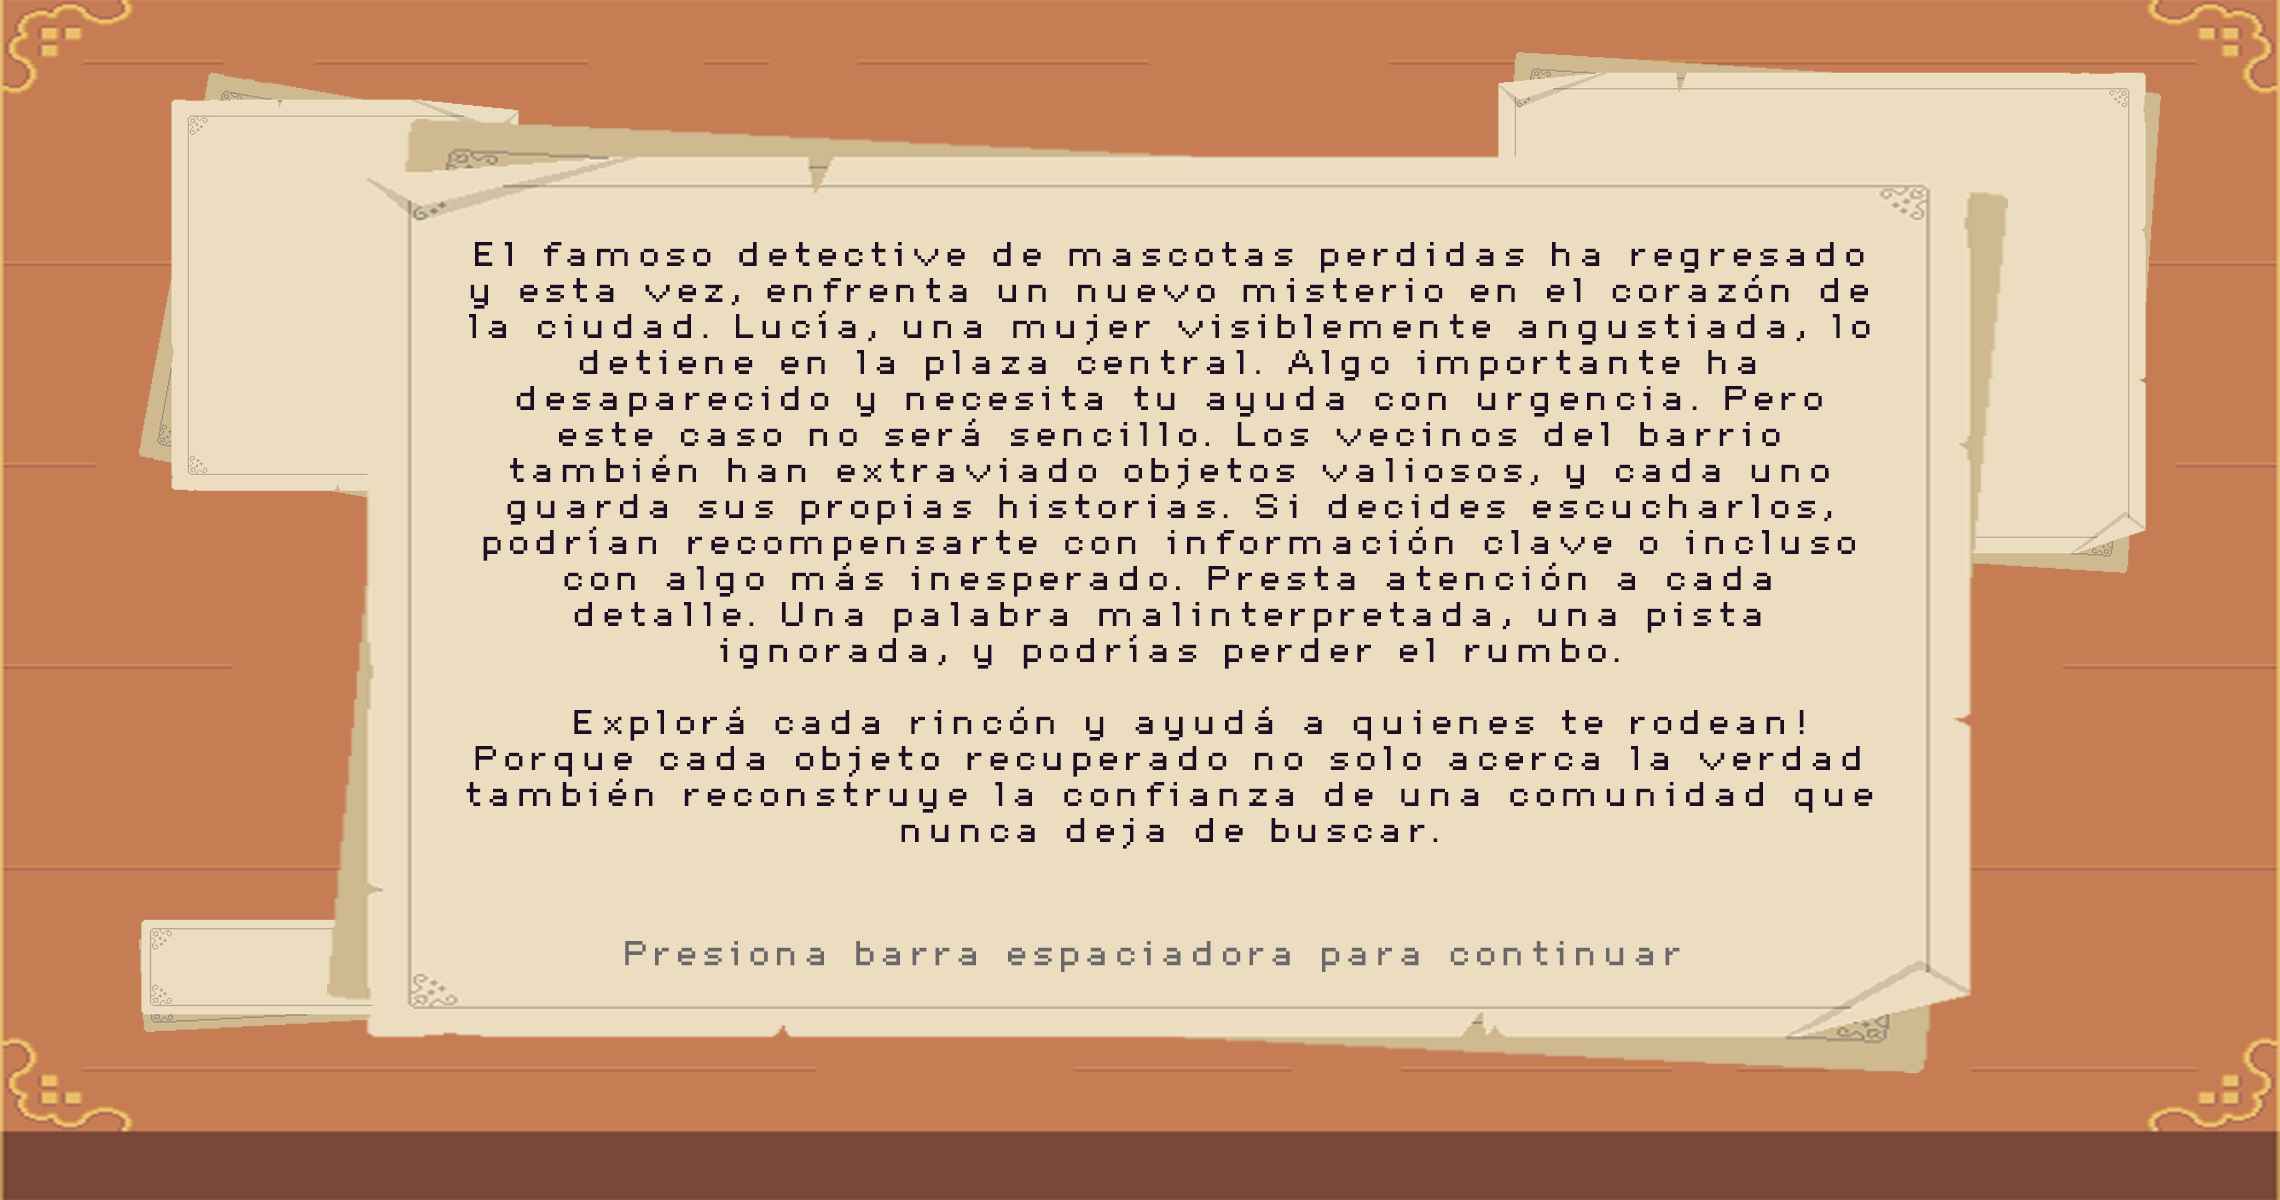 El famoso detective de mascotas perdidas ha regresado
y esta vez, enfrenta un nuevo misterio en el corazón de
la ciudad. Lucía, una mujer visiblemente angustiada, lo
detiene en la plaza central. Algo importante ha
desaparecido y necesita tu ayuda con urgencia. Pero
este caso no será sencillo. Los vecinos del barrio
también han extraviado objetos valiosos, y cada uno
guarda sus propias historias. Si decides escucharlos,
podrían recompensarte con información clave o incluso
con algo más inesperado. Presta atención a cada
detalle. Una palabra malinterpretada, una pista
ignorada, y podrías perder el rumbo.
Explorá cada rincón y ayudá a quienes te rodean!
Porque cada objeto recuperado no solo acerca la verdad
también reconstruye la confianza de una comunidad que
nunca deja de buscar.
Presiona barra espaciadora para continuar